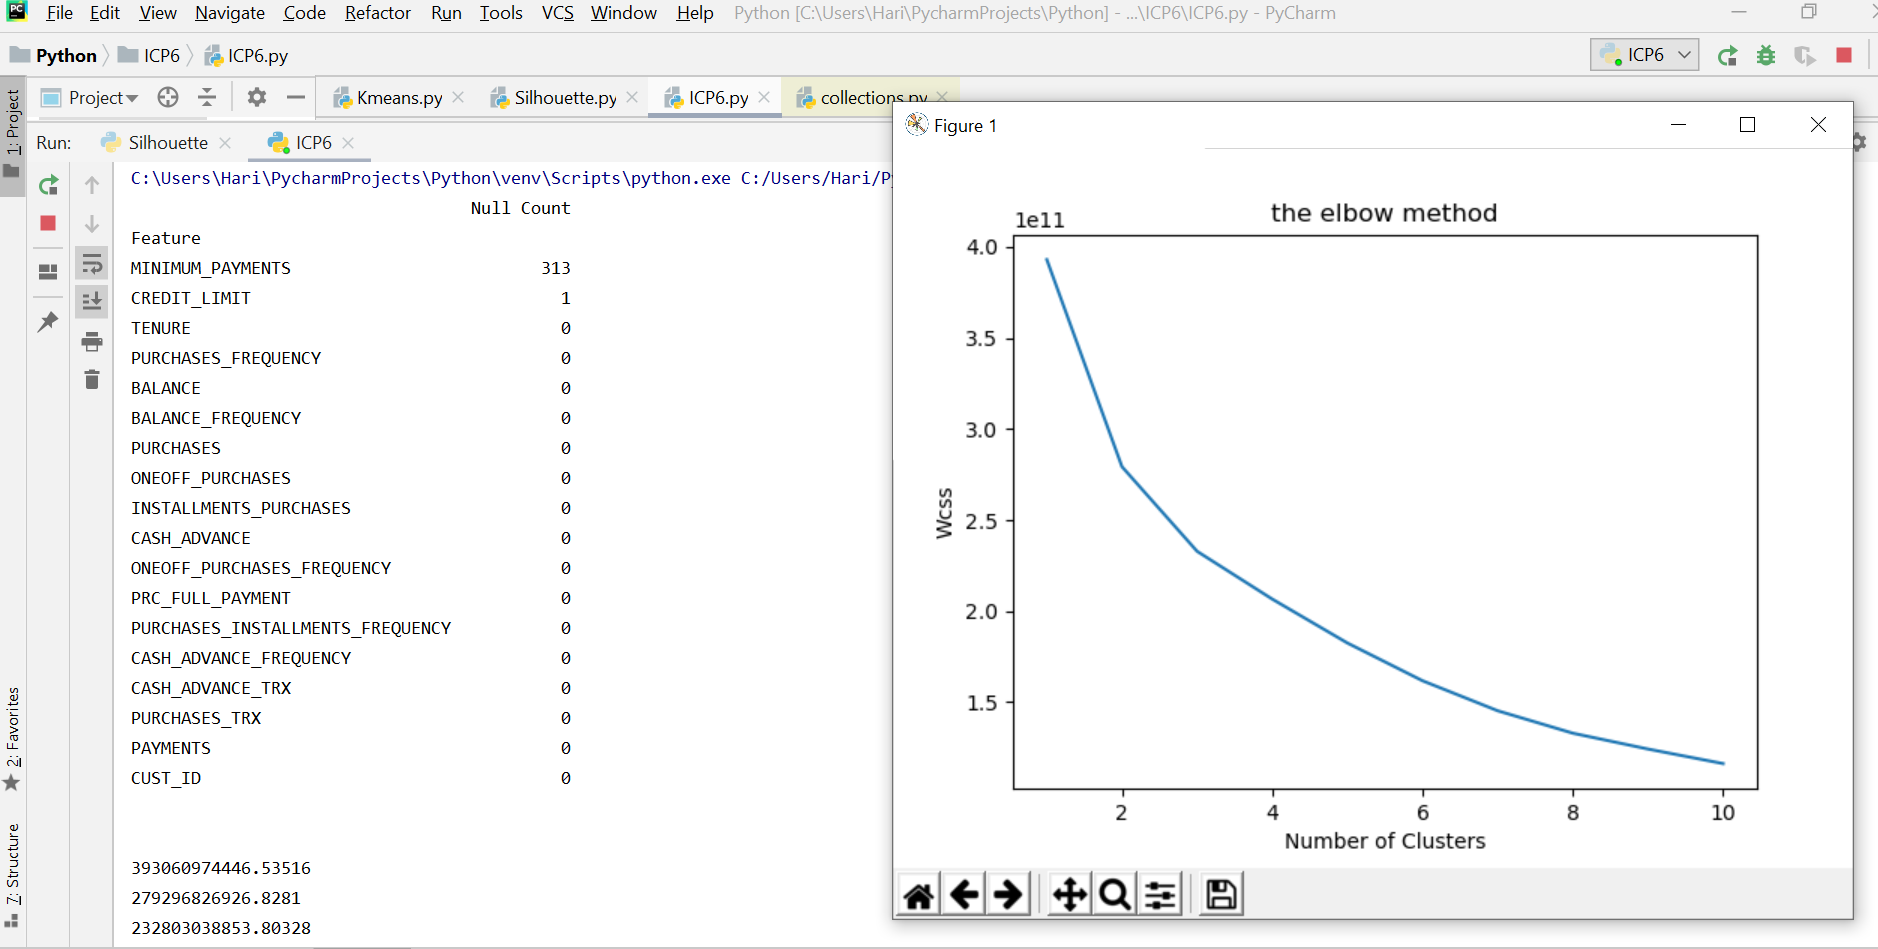 PC File Edit View Navigate Code Refactor Run Tools VCS Window Help Python [C:\Users\Hari\PycharmProjects\Python] - ...\ICP6\ICP6.py - PyCharm
Python ICP6 ICP6.py ICP6
1: Project
Project Kmeans.py Silhouette.py ICP6.py collections.py
Run: Silhouette ICP6
C:\Users\Hari\PycharmProjects\Python\venv\Scripts\python.exe C:/Users/Hari/P
Null Count
Feature
MINIMUM_PAYMENTS 313
CREDIT_LIMIT 1
TENURE 0
PURCHASES_FREQUENCY 0
BALANCE 0
BALANCE_FREQUENCY 0
PURCHASES 0
ONEOFF_PURCHASES 0
INSTALLMENTS_PURCHASES 0
CASH_ADVANCE 0
ONEOFF_PURCHASES_FREQUENCY 0
PRC_FULL_PAYMENT 0
PURCHASES_INSTALLMENTS_FREQUENCY 0
CASH_ADVANCE_FREQUENCY 0
CASH_ADVANCE_TRX 0
PURCHASES_TRX 0
PAYMENTS 0
CUST_ID 0
393060974446.53516
279296826926.8281
232803038853.80328
2: Favorites
7: Structure
Figure 1
the elbow method
1e11
4.0
3.5
3.0
2.5
2.0
1.5
Wcss
2 4 6 8 10
Number of Clusters